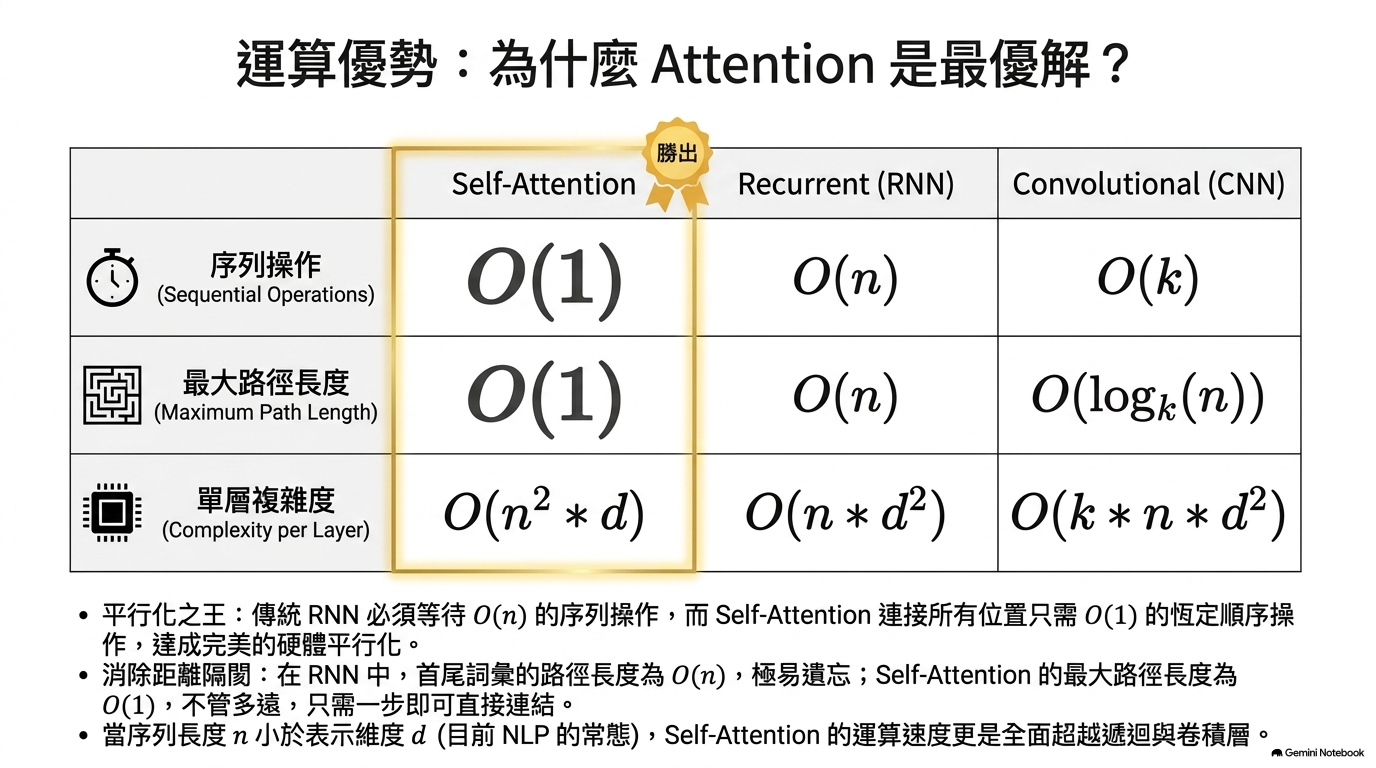 運算優勢：為什麼 Attention 是最優解？
勝出
Self-Attention Recurrent (RNN) Convolutional (CNN)
序列操作
(Sequential Operations)
O(1) O(n) O(k)
最大路徑長度
(Maximum Path Length)
O(1) O(n) O(logₖ(n))
單層複雜度
(Complexity per Layer)
O(n² * d) O(n * d²) O(k * n * d²)
• 平行化之王：傳統 RNN 必須等待 O(n) 的序列操作，而 Self-Attention 連接所有位置只需 O(1) 的恆定順序操
作，達成完美的硬體平行化。
• 消除距離隔閡：在 RNN 中，首尾詞彙的路徑長度為 O(n)，極易遺忘；Self-Attention 的最大路徑長度為
O(1)，不管多遠，只需一步即可直接連結。
• 當序列長度 n 小於表示維度 d (目前 NLP 的常態)，Self-Attention 的運算速度更是全面超越遞迴與卷積層。
Gemini Notebook